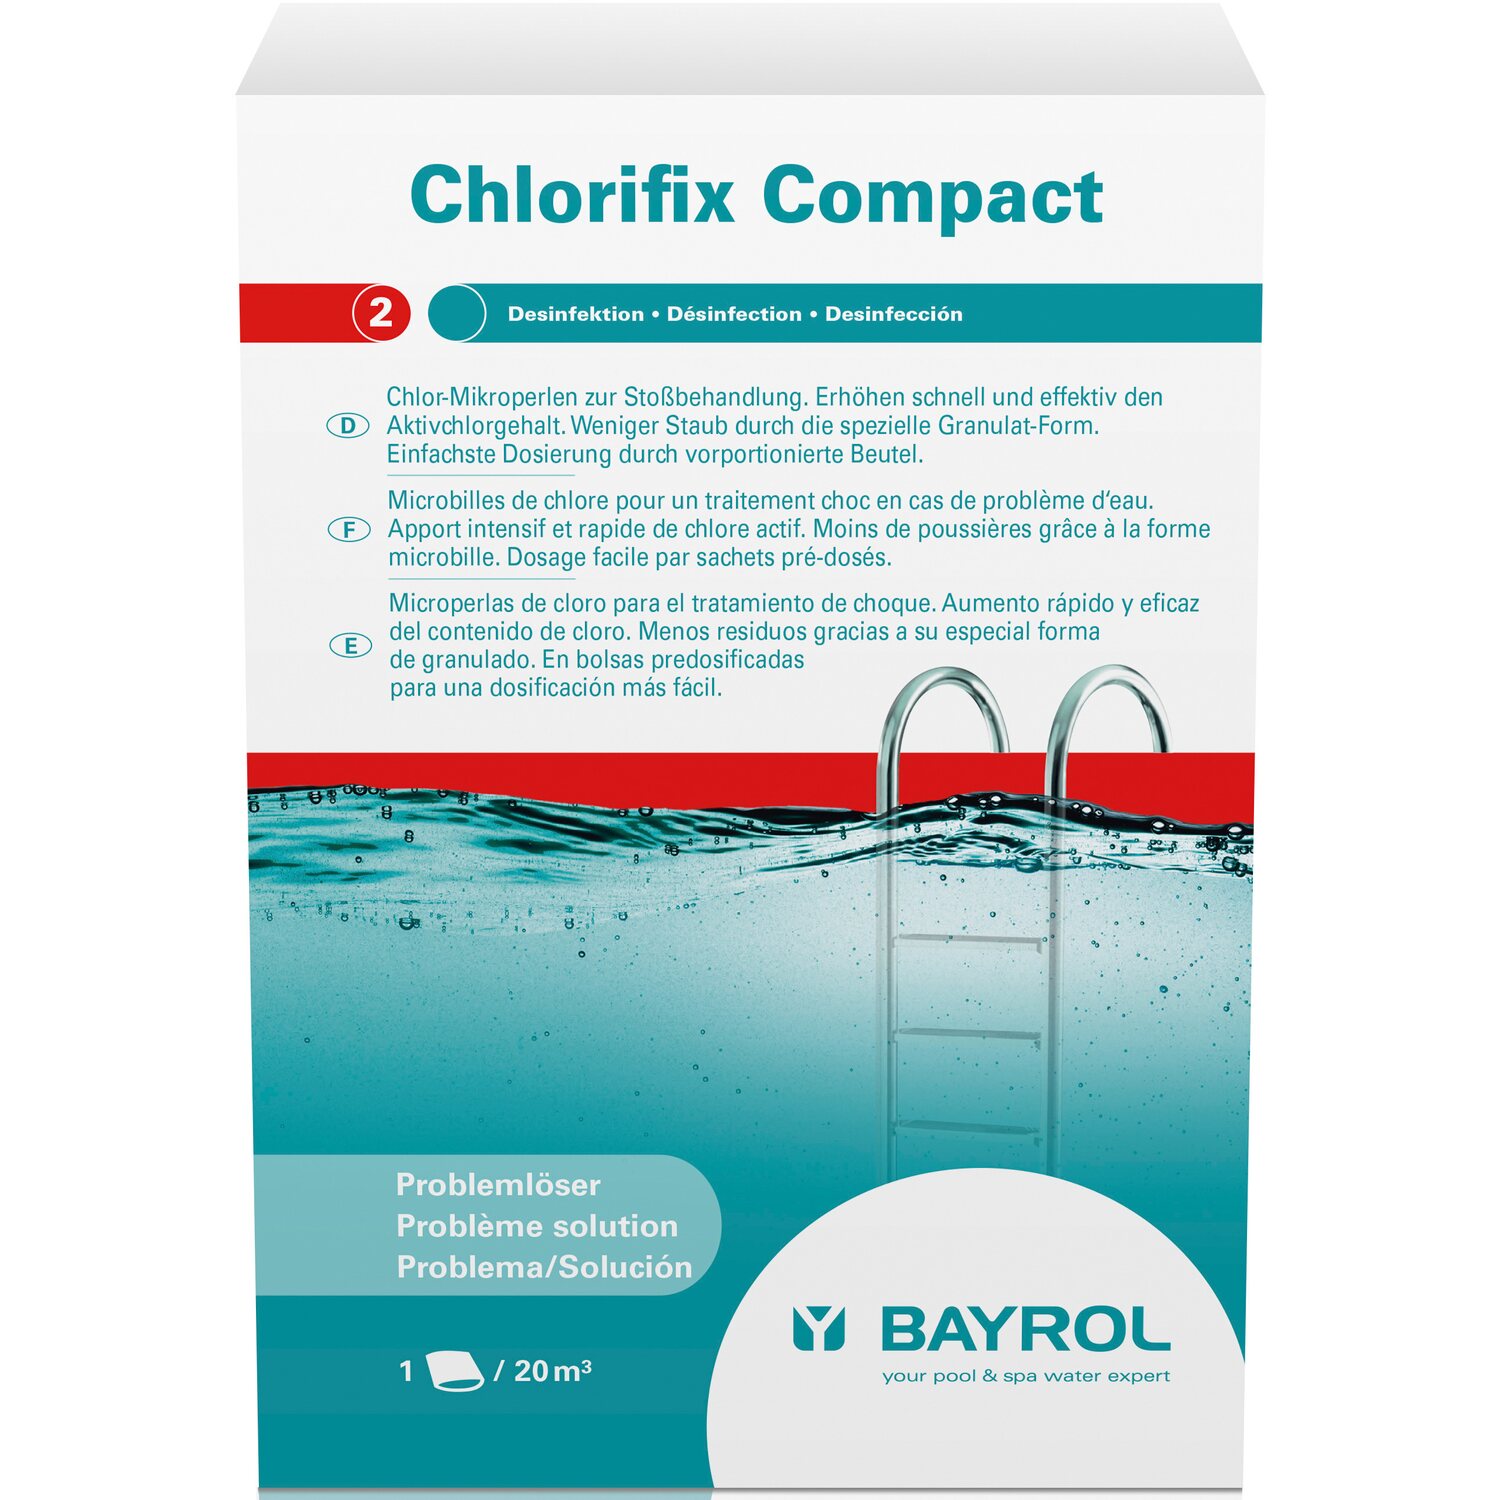 Chlorifix Compact
2 Desinfektion • Désinfection • Desinfección
Chlor-Mikroperlen zur Stoßbehandlung. Erhöhen schnell und effektiv den
D Aktivchlorgehalt. Weniger Staub durch die spezielle Granulat-Form.
Einfachste Dosierung durch vorportionierte Beutel.
Microbilles de chlore pour un traitement choc en cas de problème d’eau.
F Apport intensif et rapide de chlore actif. Moins de poussières grâce à la forme
microbille. Dosage facile par sachets pré-dosés.
Microperlas de cloro para el tratamiento de choque. Aumento rápido y eficaz
E del contenido de cloro. Menos residuos gracias a su especial forma
de granulado. En bolsas predosificadas
para una dosificación más fácil.
Problemlöser
Problème solution
Problema/Solución
1 / 20 m³
BAYROL
your pool & spa water expert